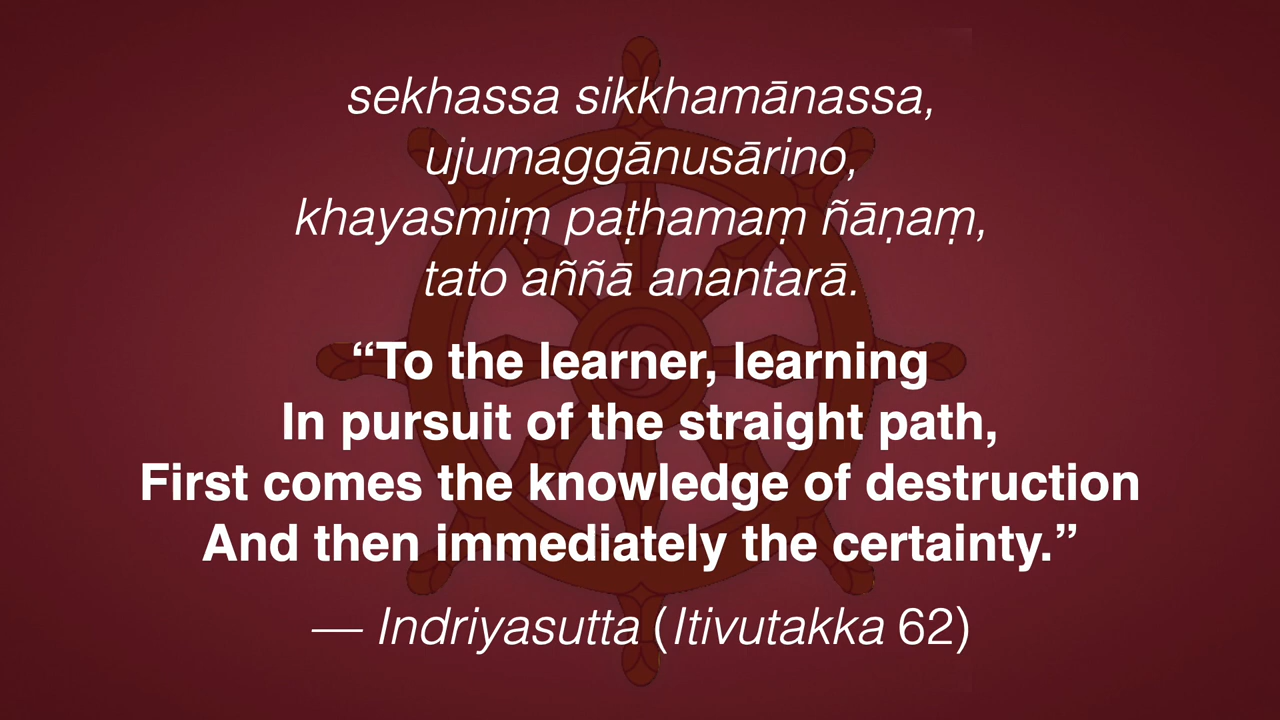 sekhassa sikkhamānassa,
ujumaggānusārino,
khayasmiṃ paṭhamaṃ ñāṇaṃ,
tato aññā anantarā.
“To the learner, learning
In pursuit of the straight path,
First comes the knowledge of destruction
And then immediately the certainty.”
— Indriyasutta (Itivutakka 62)